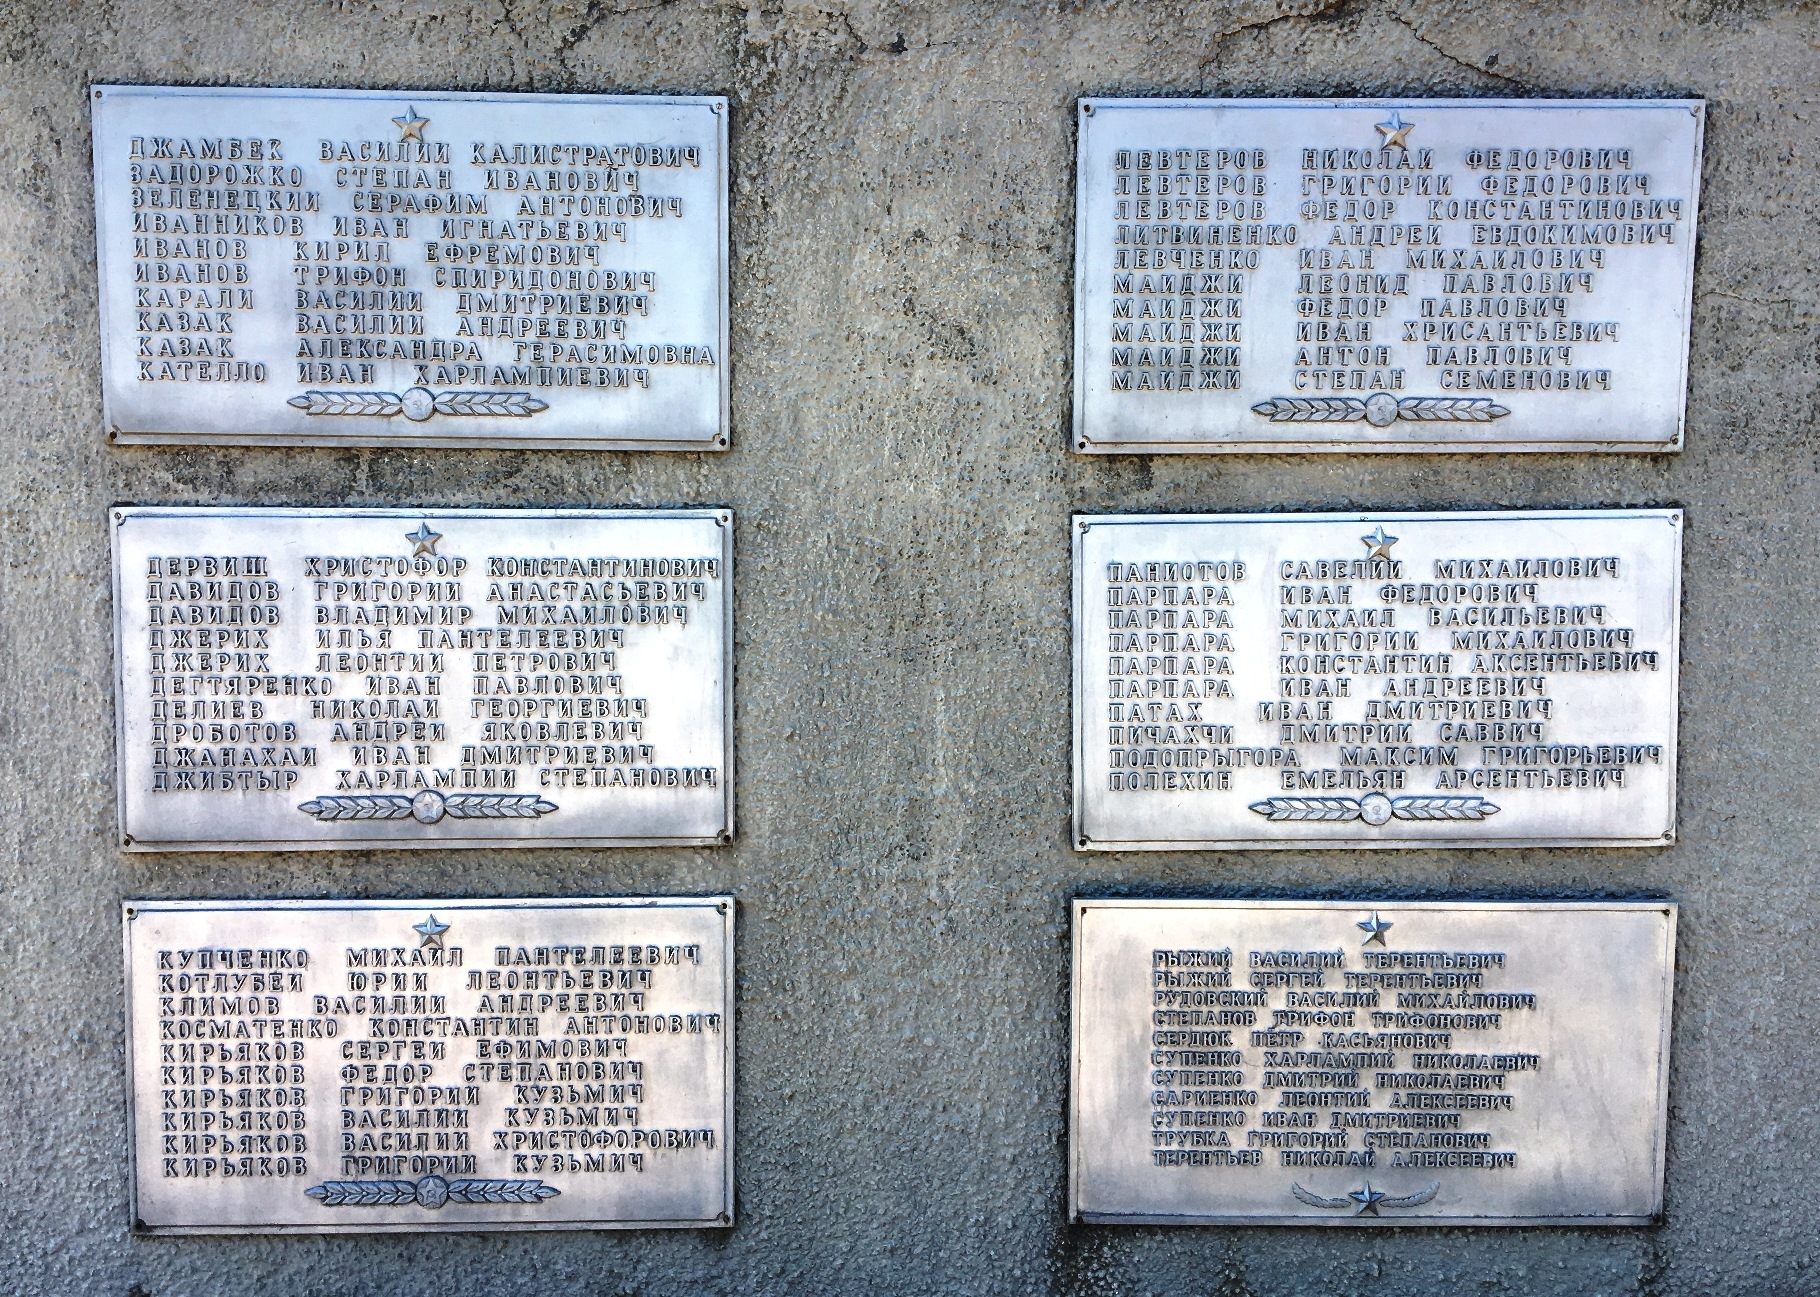 ДЖАМБЕК ВАСИЛИИ КАЛИСТРАТОВИЧ
ЗАДОРОЖКО СТЕПАН ИВАНОВИЧ
ЗЕЛЕНЕЦКИИ СЕРАФИМ АНТОНОВИЧ
ИВАННИКОВ ИВАН ИГНАТЬЕВИЧ
ИВАНОВ КИРИЛ ЕФРЕМОВИЧ
ИВАНОВ ТРИФОН СПИРИДОНОВИЧ
КАРАЛИ ВАСИЛИИ ДМИТРИЕВИЧ
КАЗАК ВАСИЛИИ АНДРЕЕВИЧ
КАЗАК АЛЕКСАНДРА ГЕРАСИМОВНА
КАТЕЛЛО ИВАН ХАРЛАМПИЕВИЧ
ДЕРВИШ ХРИСТОФОР КОНСТАНТИНОВИЧ
ДАВИДОВ ГРИГОРИИ АНАСТАСЬЕВИЧ
ДАВИДОВ ВЛАДИМИР МИХАИЛОВИЧ
ДЖЕРИХ ИЛЬЯ ПАНТЕЛЕЕВИЧ
ДЖЕРИХ ЛЕОНТИИ ПЕТРОВИЧ
ДЕГТЯРЕНКО ИВАН ПАВЛОВИЧ
ДЕЛИЕВ НИКОЛАИ ГЕОРГИЕВИЧ
ДРОБОТОВ АНДРЕИ ЯКОВЛЕВИЧ
ДЖАНАХАИ ИВАН ДМИТРИЕВИЧ
ДЖИБТЫР ХАРЛАМПИИ СТЕПАНОВИЧ
КУПЧЕНКО МИХАИЛ ПАНТЕЛЕЕВИЧ
КОТЛУБЕИ ЮРИИ ЛЕОНТЬЕВИЧ
КЛИМОВ ВАСИЛИИ АНДРЕЕВИЧ
КОСМАТЕНКО КОНСТАНТИН АНТОНОВИЧ
КИРЬЯКОВ СЕРГЕИ ЕФИМОВИЧ
КИРЬЯКОВ ФЕДОР СТЕПАНОВИЧ
КИРЬЯКОВ ГРИГОРИИ КУЗЬМИЧ
КИРЬЯКОВ ВАСИЛИИ КУЗЬМИЧ
КИРЬЯКОВ ВАСИЛИИ ХРИСТОФОРОВИЧ
КИРЬЯКОВ ГРИГОРИИ КУЗЬМИЧ
ЛЕВТЕРОВ НИКОЛАИ ФЕДОРОВИЧ
ЛЕВТЕРОВ ГРИГОРИИ ФЕДОРОВИЧ
ЛЕВТЕРОВ ФЕДОР КОНСТАНТИНОВИЧ
ЛИТВИНЕНКО АНДРЕИ ЕВДОКИМОВИЧ
ЛЕВЧЕНКО ИВАН МИХАИЛОВИЧ
МАИДЖИ ЛЕОНИД ПАВЛОВИЧ
МАИДЖИ ФЕДОР ПАВЛОВИЧ
МАИДЖИ ИВАН ХРИСАНТЬЕВИЧ
МАИДЖИ АНТОН ПАВЛОВИЧ
МАИДЖИ СТЕПАН СЕМЕНОВИЧ
ПАНИОТОВ САВЕЛИИ МИХАИЛОВИЧ
ПАРПАРА ИВАН ФЕДОРОВИЧ
ПАРПАРА МИХАИЛ ВАСИЛЬЕВИЧ
ПАРПАРА ГРИГОРИИ МИХАИЛОВИЧ
ПАРПАРА КОНСТАНТИН АКСЕНТЬЕВИЧ
ПАРПАРА ИВАН АНДРЕЕВИЧ
ПАТАХ ИВАН ДМИТРИЕВИЧ
ПИЧАХЧИ ДМИТРИИ САВВИЧ
ПОДОПРЫГОРА МАКСИМ ГРИГОРЬЕВИЧ
ПОЛЕХИН ЕМЕЛЬЯН АРСЕНТЬЕВИЧ
РЫЖИЙ ВАСИЛИЙ ТЕРЕНТЬЕВИЧ
РЫЖИЙ СЕРГЕЙ ТЕРЕНТЬЕВИЧ
РУДОВСКИЙ ВАСИЛИЙ МИХАЙЛОВИЧ
СТЕПАНОВ ТРИФОН ТРИФОНОВИЧ
СЕРДЮК ПЕТР КАСЬЯНОВИЧ
СУПЕНКО ХАРЛАМПИЙ НИКОЛАЕВИЧ
СУПЕНКО ДМИТРИЙ НИКОЛАЕВИЧ
САРИЕНКО ЛЕОНТИЙ АЛЕКСЕЕВИЧ
СУПЕНКО ИВАН ДМИТРИЕВИЧ
ТРУБКА ГРИГОРИЙ СТЕПАНОВИЧ
ТЕРЕНТЬЕВ НИКОЛАЙ АЛЕКСЕЕВИЧ